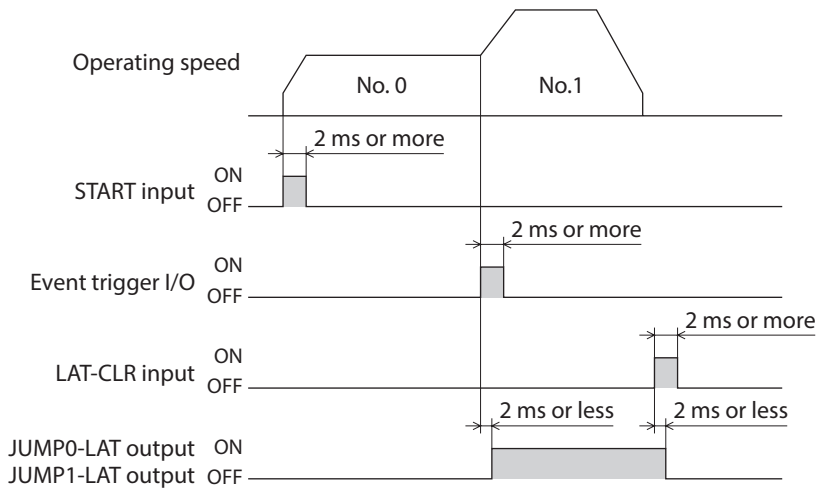 Operating speed
No. 0
No.1
2 ms or more
START input
ON
OFF
2 ms or more
Event trigger I/O
ON
OFF
2 ms or more
LAT-CLR input
ON
OFF
2 ms or less
2 ms or less
JUMP0-LAT output ON
JUMP1-LAT output OFF